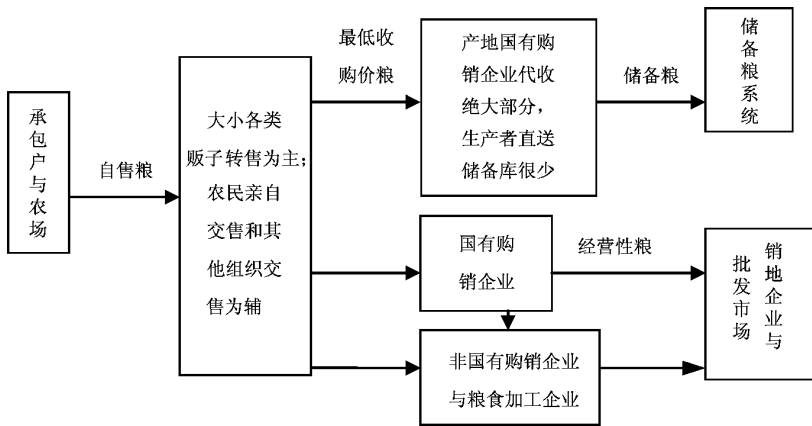 承包户与农场
自售粮
大小各类
贩子转售为主；
农民亲自
交售和其
他组织交
售为辅
最低收
购价粮
产地国有购
销企业代收
绝大部分，
生产者直送
储备库很少
储备粮
储备粮系统
国有购
销企业
经营性粮
非国有购销企业
与粮食加工企业
销地企业与
批发市场